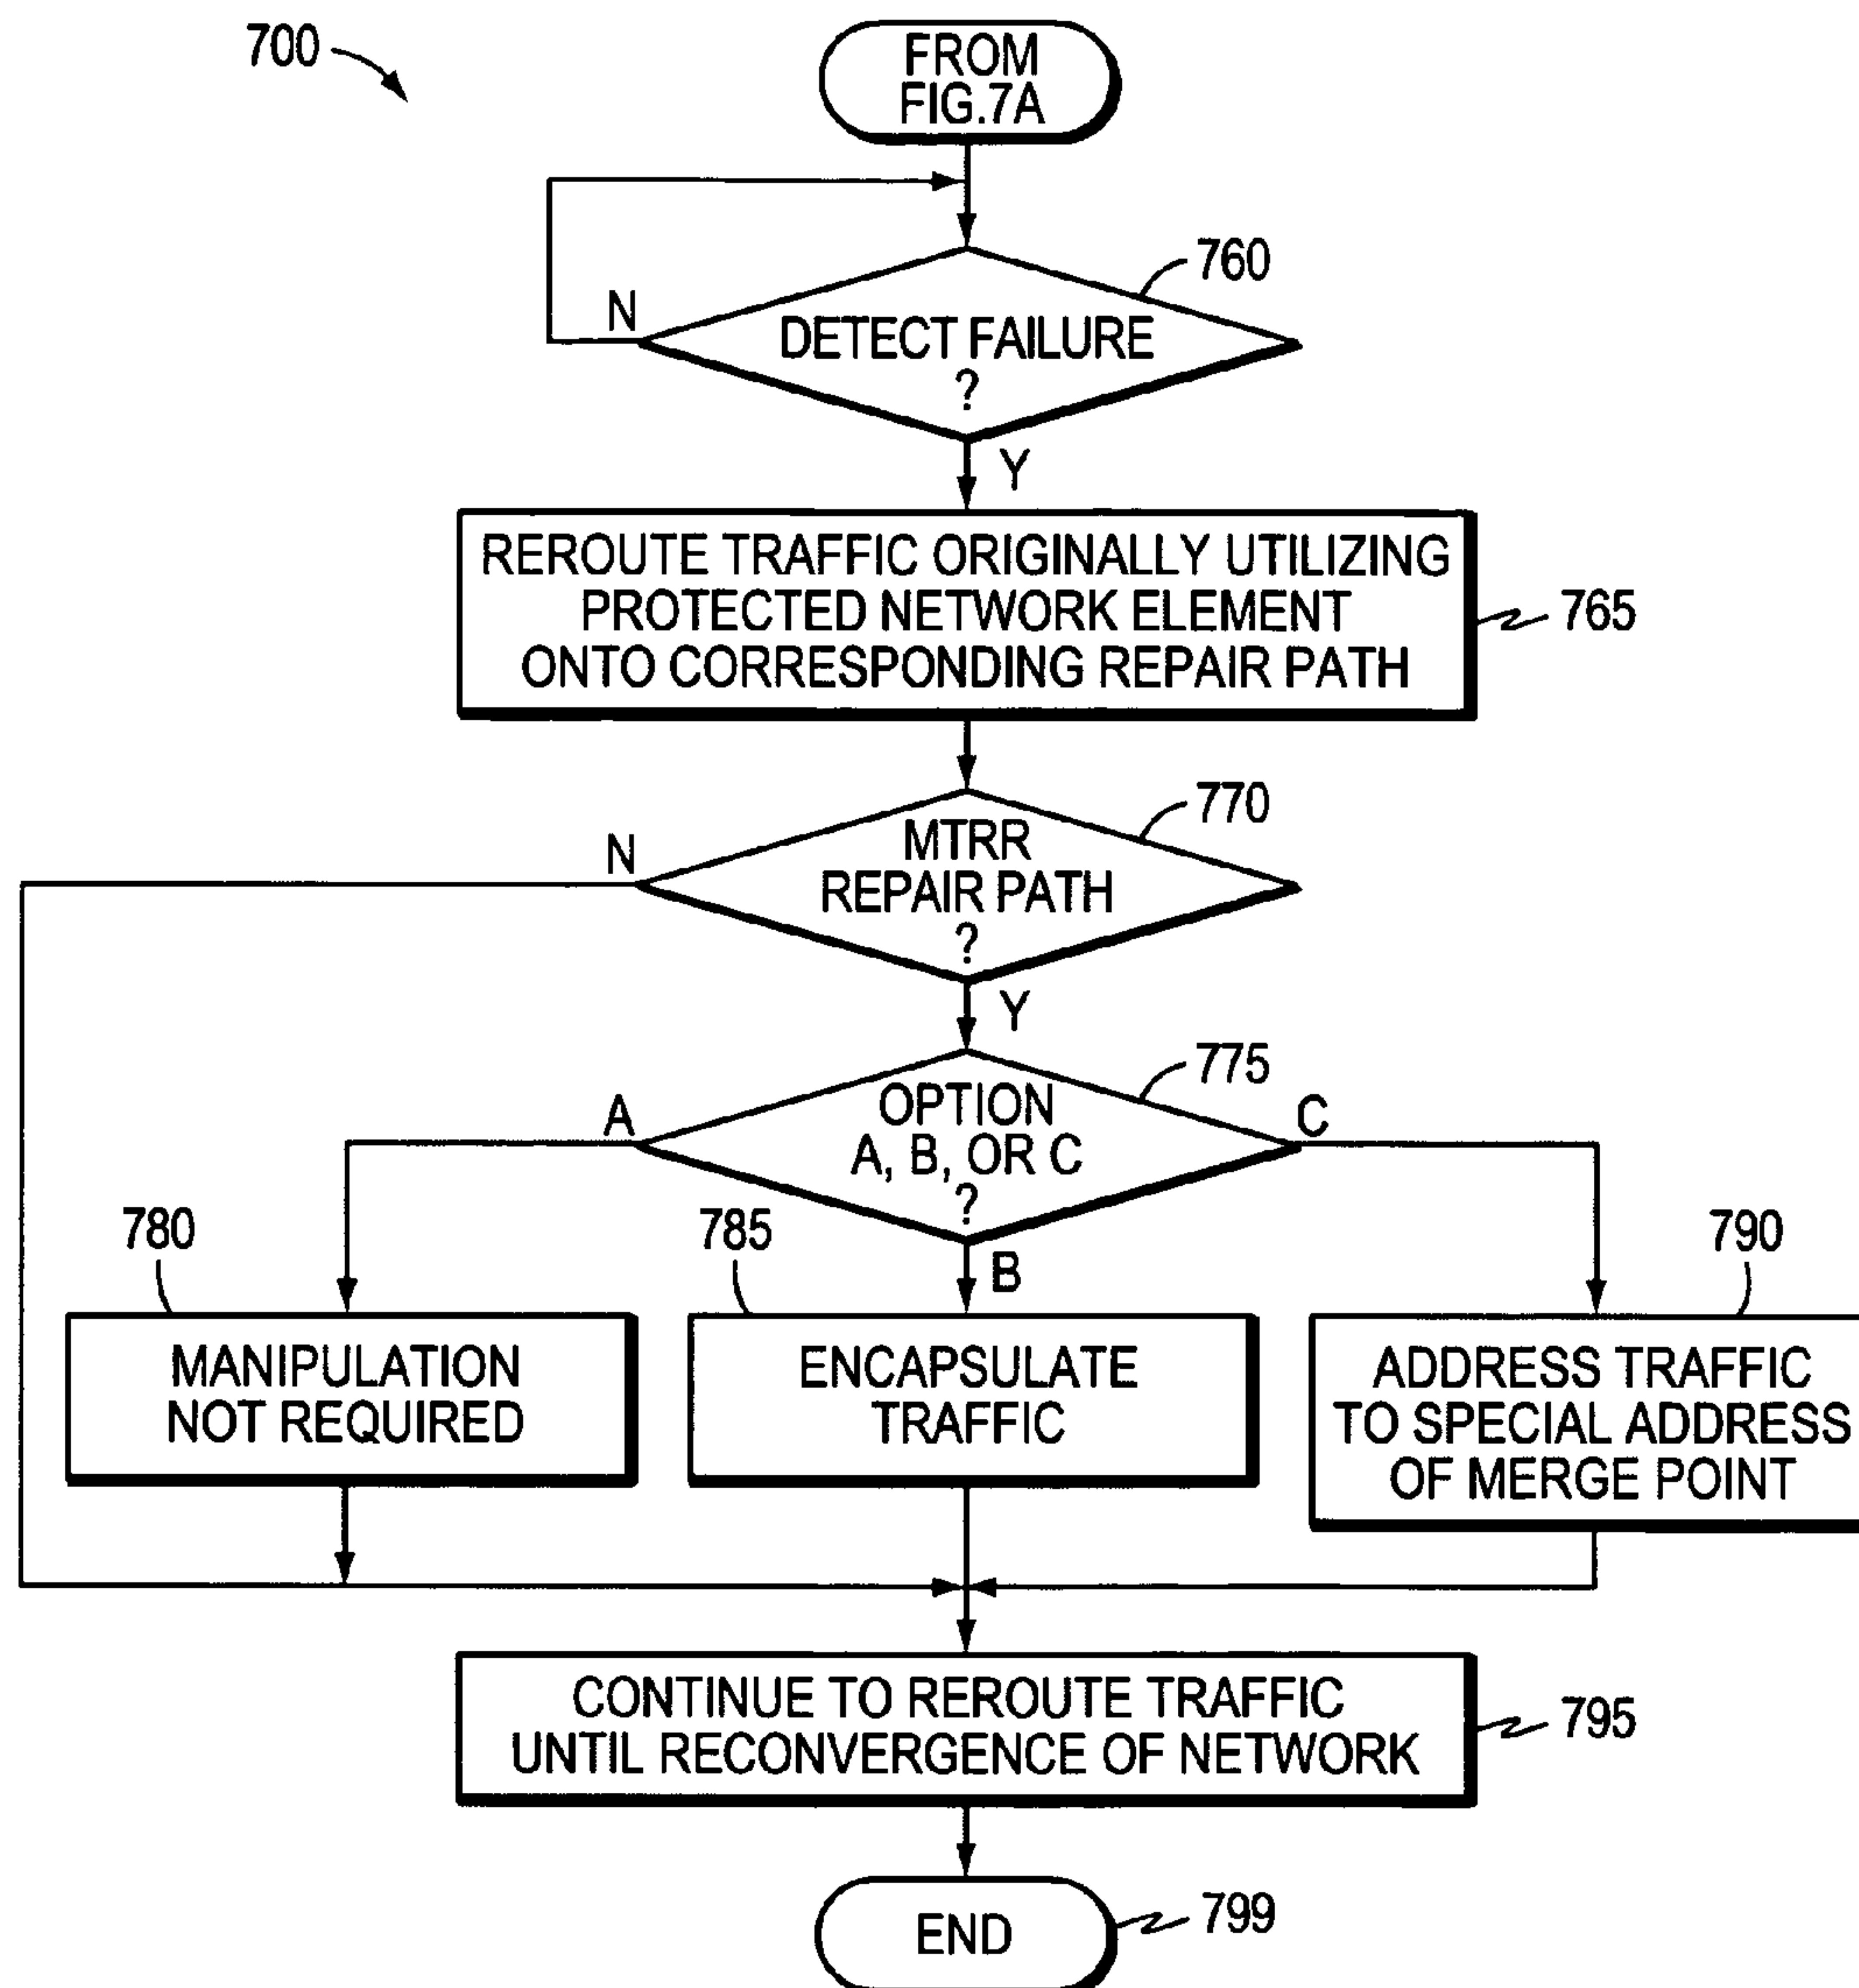 700
FROM
FIG.7A
760
N
DETECT FAILURE
?
Y
REROUTE TRAFFIC ORIGINALLY UTILIZING
PROTECTED NETWORK ELEMENT
ONTO CORRESPONDING REPAIR PATH
765
770
N
MTRR
REPAIR PATH
?
Y
775
A
OPTION
A, B, OR C
?
C
B
780
785
790
MANIPULATION
NOT REQUIRED
ENCAPSULATE
TRAFFIC
ADDRESS TRAFFIC
TO SPECIAL ADDRESS
OF MERGE POINT
CONTINUE TO REROUTE TRAFFIC
UNTIL RECONVERGENCE OF NETWORK
795
END
799